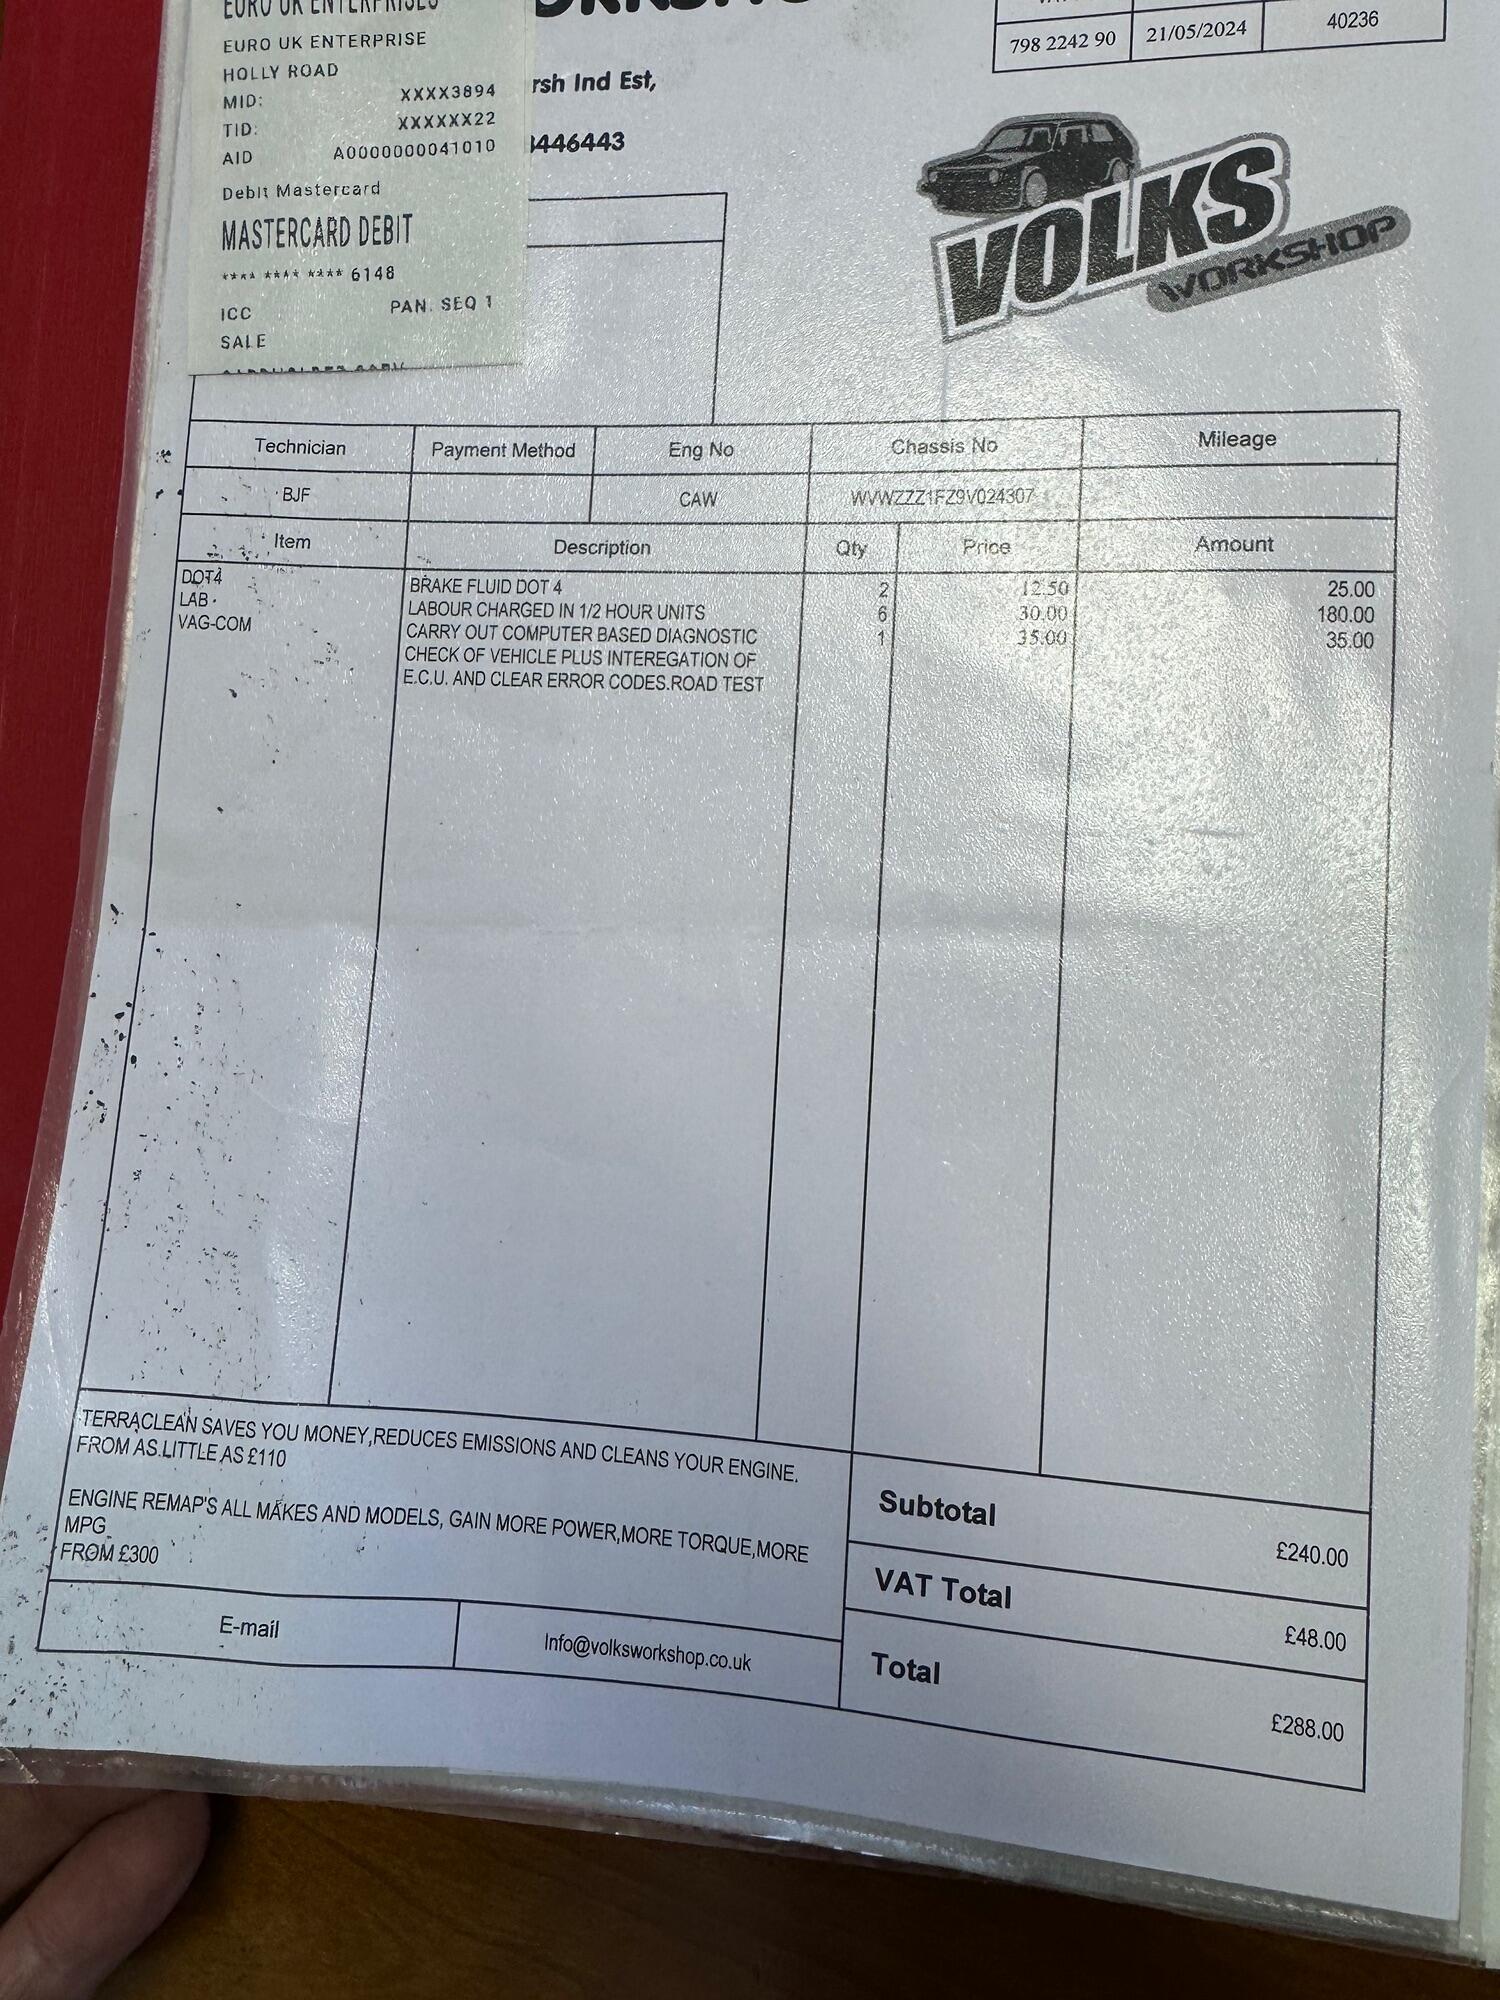 EURO UK ENTERPRISES
EURO UK ENTERPRISE
HOLLY ROAD
MID: XXXX3894
TID: XXXXXX22
AID A0000000041010
Debit Mastercard
MASTERCARD DEBIT
**** **** **** 6148
ICC PAN. SEQ 1
SALE
rsh Ind Est,
446443
798 2242 90 21/05/2024 40236
VOLKS
WORKSHOP
Technician Payment Method Eng No Chassis No Mileage
BJF CAW WVWZZZ1FZ9V024307
Item Description Qty Price Amount
DOT4 BRAKE FLUID DOT 4 2 12.50 25.00
LAB LABOUR CHARGED IN 1/2 HOUR UNITS 6 30.00 180.00
VAG-COM CARRY OUT COMPUTER BASED DIAGNOSTIC 1 35.00 35.00
CHECK OF VEHICLE PLUS INTEREGATION OF
E.C.U. AND CLEAR ERROR CODES.ROAD TEST
TERRACLEAN SAVES YOU MONEY,REDUCES EMISSIONS AND CLEANS YOUR ENGINE.
FROM AS LITTLE AS £110
ENGINE REMAP'S ALL MAKES AND MODELS, GAIN MORE POWER,MORE TORQUE,MORE
MPG
FROM £300
Subtotal £240.00
VAT Total £48.00
Total £288.00
E-mail Info@volksworkshop.co.uk